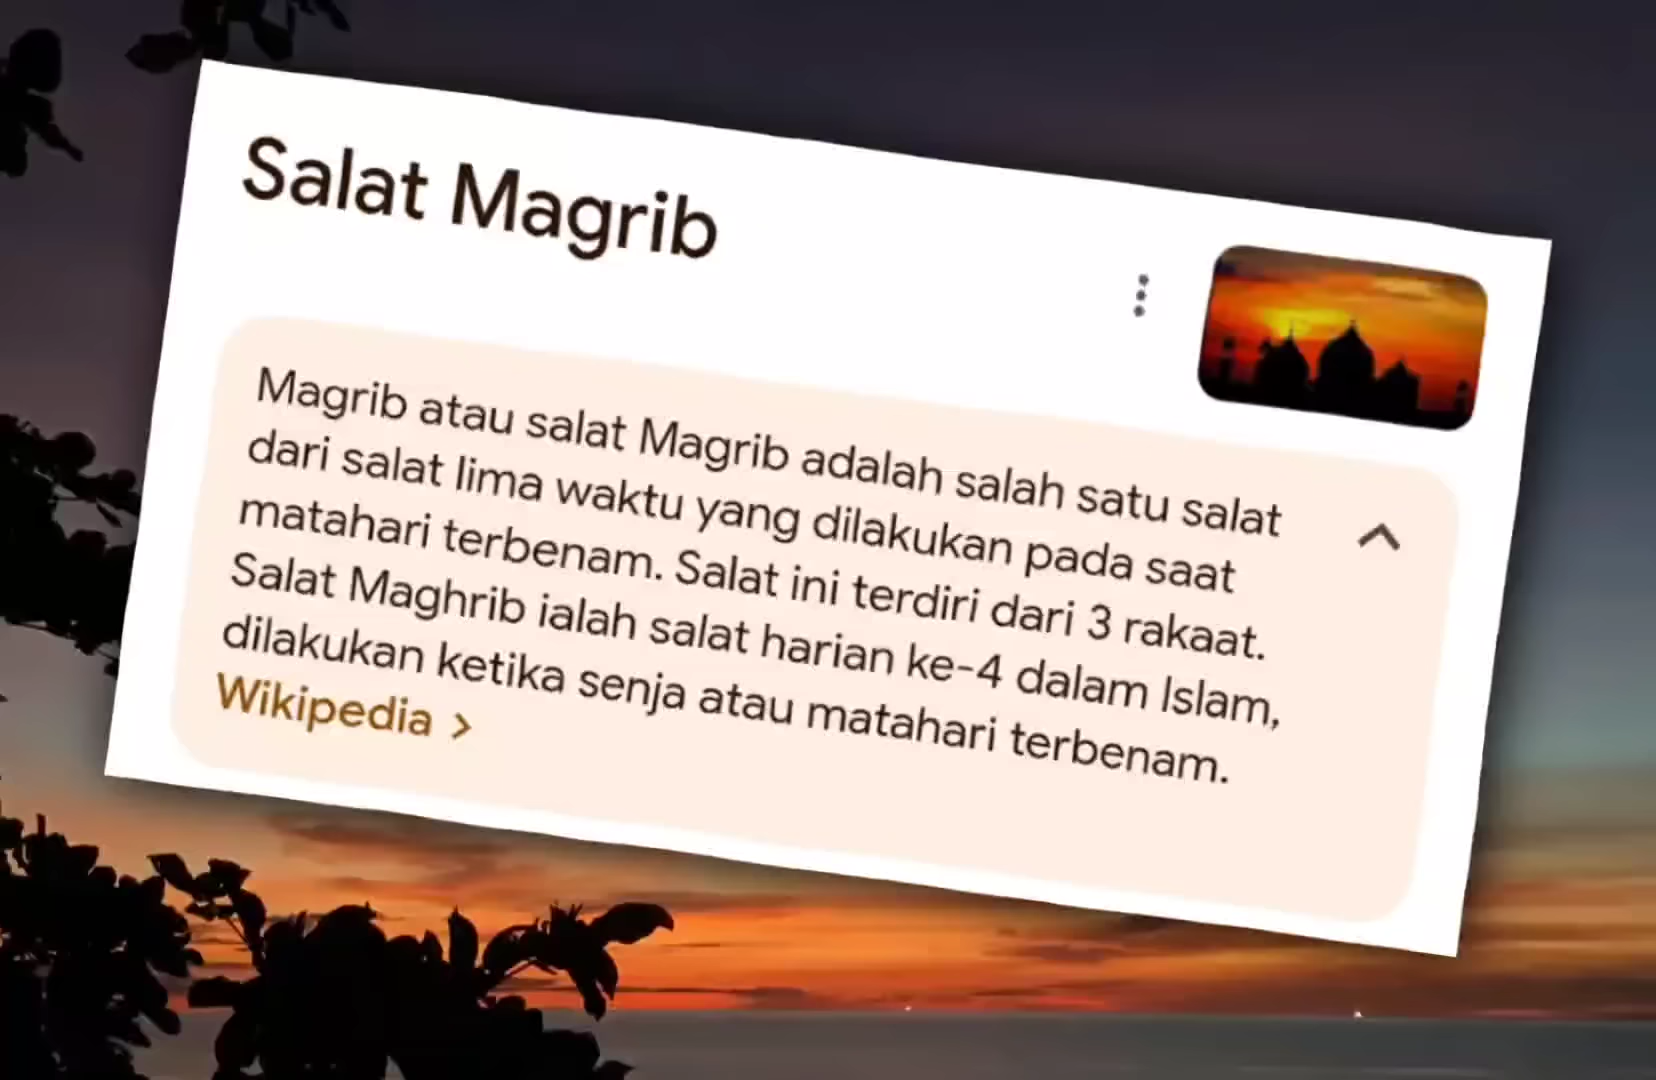 Salat Magrib
Magrib atau salat Magrib adalah salah satu salat
dari salat lima waktu yang dilakukan pada saat
matahari terbenam. Salat ini terdiri dari 3 rakaat.
Salat Maghrib ialah salat harian ke-4 dalam Islam,
dilakukan ketika senja atau matahari terbenam.
Wikipedia >